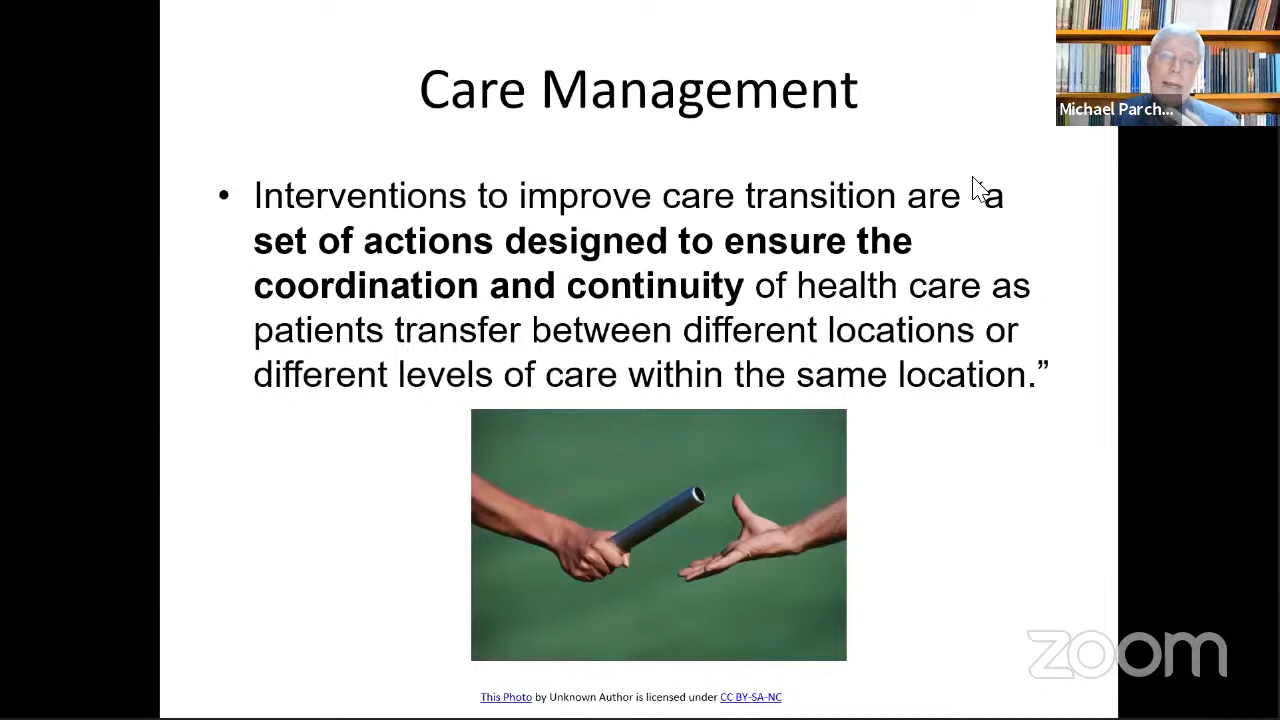 Care Management
Michael Parch...
• Interventions to improve care transition are “a
set of actions designed to ensure the
coordination and continuity of health care as
patients transfer between different locations or
different levels of care within the same location.”
zoom
This Photo by Unknown Author is licensed under CC BY-SA-NC